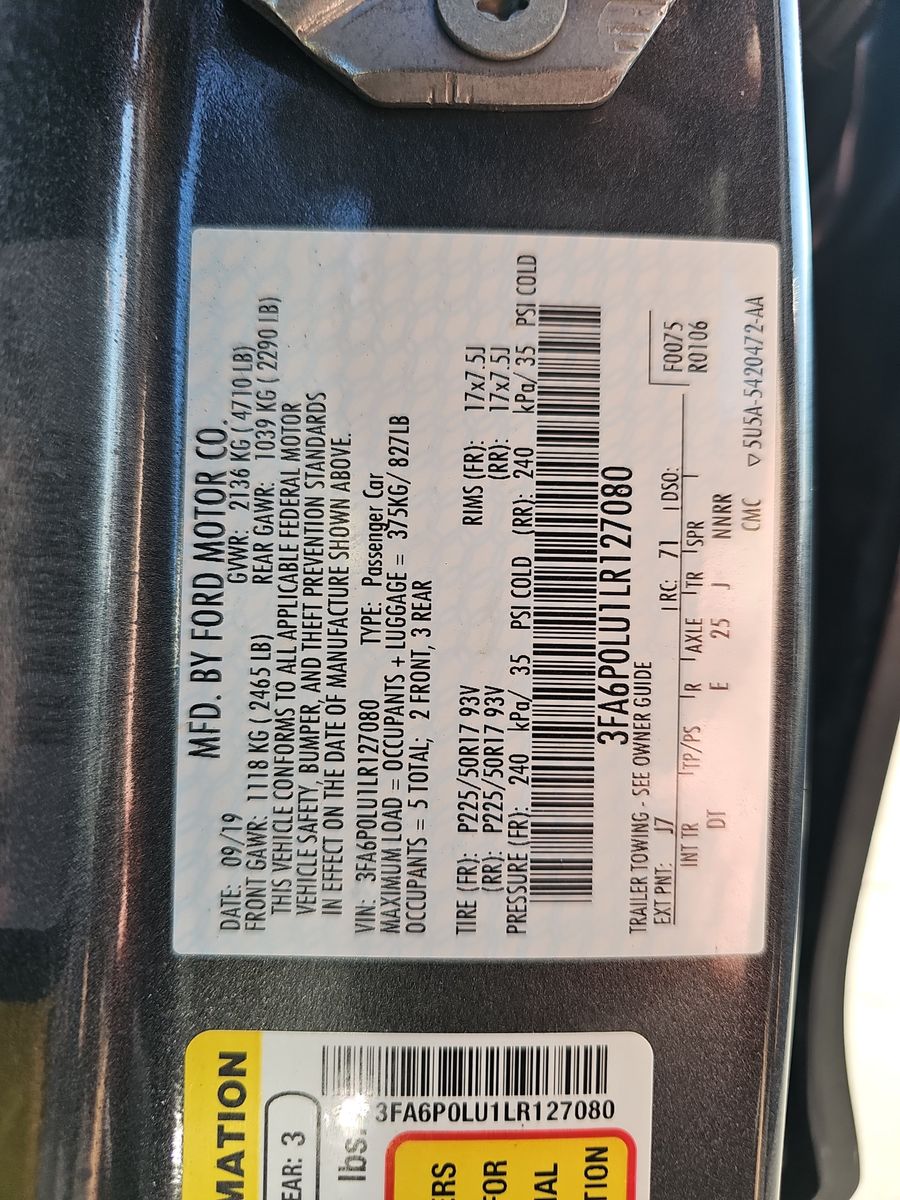 MFD. BY FORD MOTOR CO.
DATE: 09/19 GVWR: 2136 KG ( 4710 LB)
FRONT GAWR: 1118 KG ( 2465 LB) REAR GAWR: 1039 KG ( 2290 LB)
THIS VEHICLE CONFORMS TO ALL APPLICABLE FEDERAL MOTOR
VEHICLE SAFETY, BUMPER, AND THEFT PREVENTION STANDARDS
IN EFFECT ON THE DATE OF MANUFACTURE SHOWN ABOVE.
VIN: 3FA6P0LU1LR127080 TYPE: Passenger Car
MAXIMUM LOAD = OCCUPANTS + LUGGAGE = 375KG/ 827LB
OCCUPANTS = 5 TOTAL; 2 FRONT, 3 REAR
TIRE (FR): P225/50R17 93V RIMS (FR): 17x7.5J
(RR): P225/50R17 93V (RR): 17x7.5J
PRESSURE (FR): 240 kPa/ 35 PSI COLD (RR): 240 kPa/ 35 PSI COLD
3FA6P0LU1LR127080
TRAILER TOWING - SEE OWNER GUIDE
EXT PNT: J7 RC: 71 DSO: F0075
INT TR TP/PS R AXLE TR SPR R0106
DT E 25 J NNRR
CMC ▽5U5A-5420472-AA
MATION
EAR: 3
lbs.
3FA6P0LU1LR127080
ERS
FOR
IAL
TION